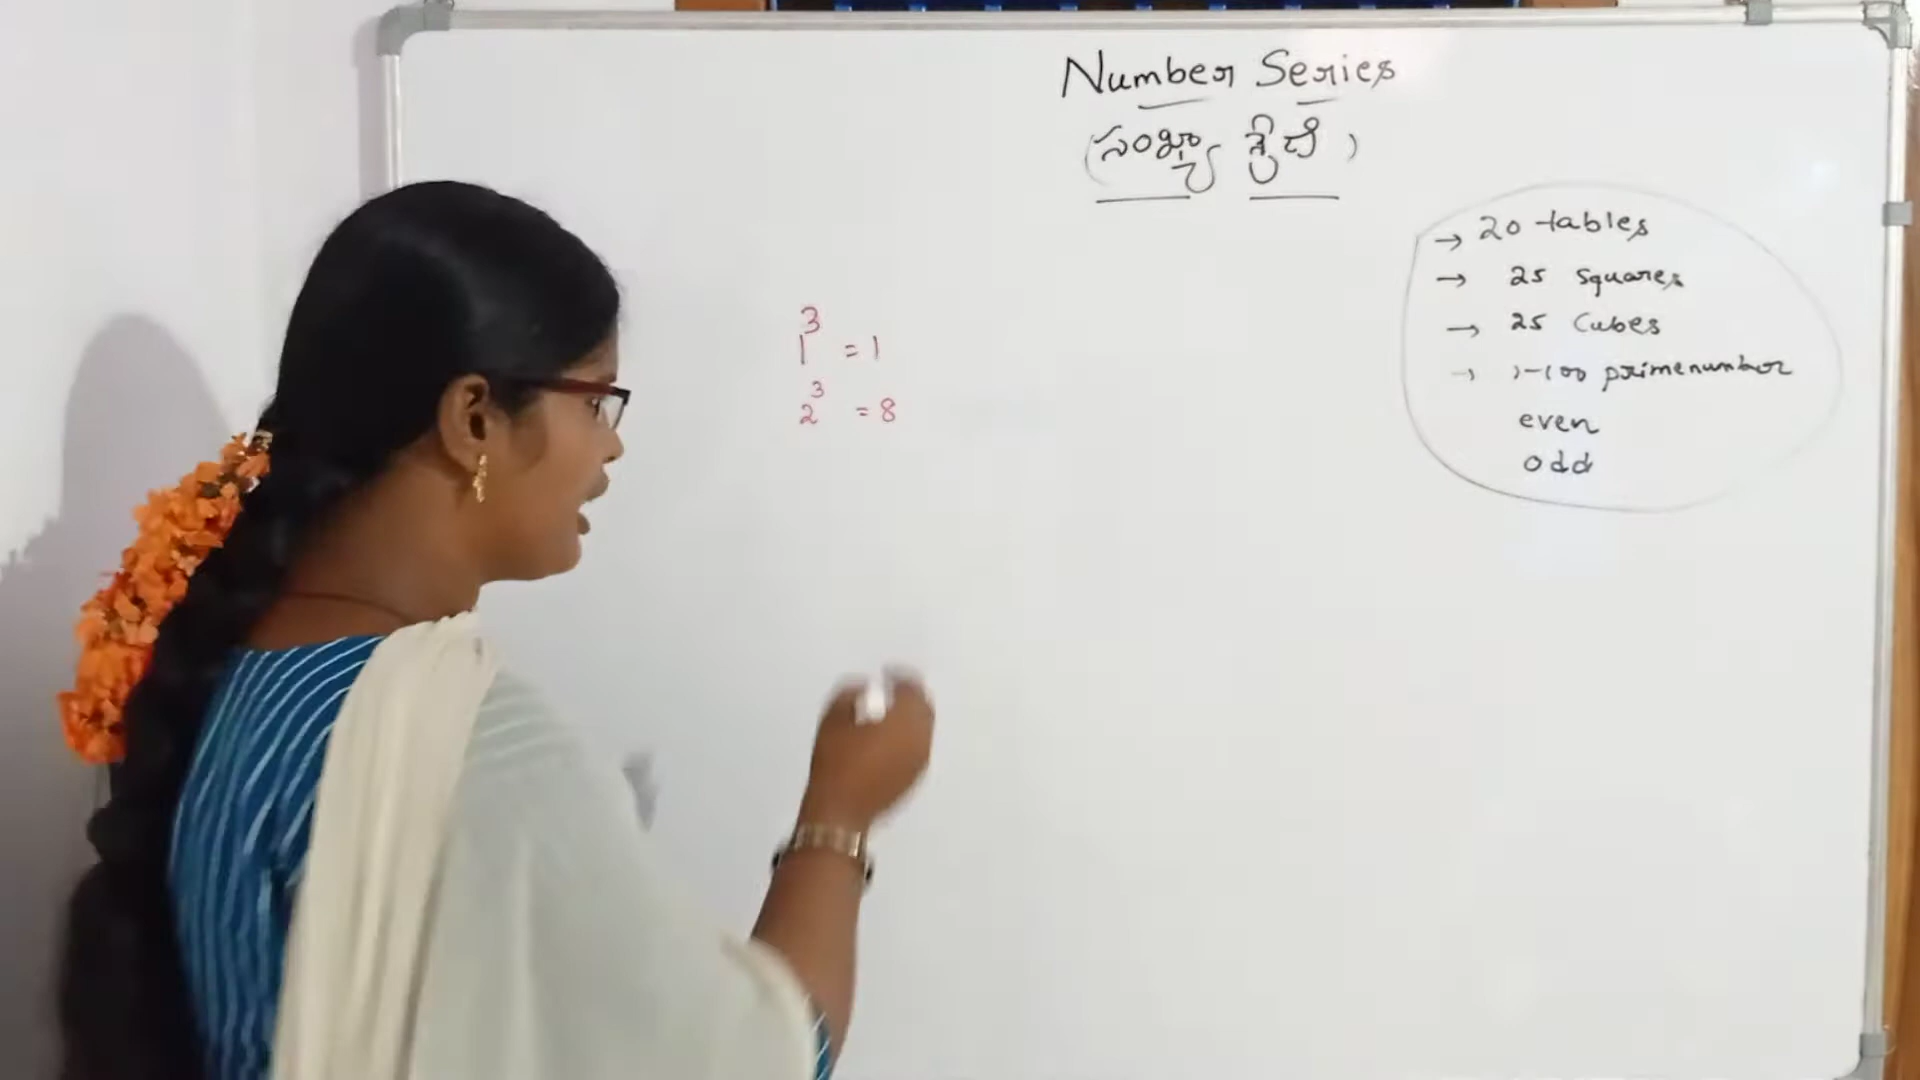 Number Series
(ಸಂಖ್ಯಾ ಶ್ರೇಢಿ)
→ 20 tables
→ 25 squares
→ 25 Cubes
→ 1-100 primenumber
even
odd
1³ = 1
2³ = 8